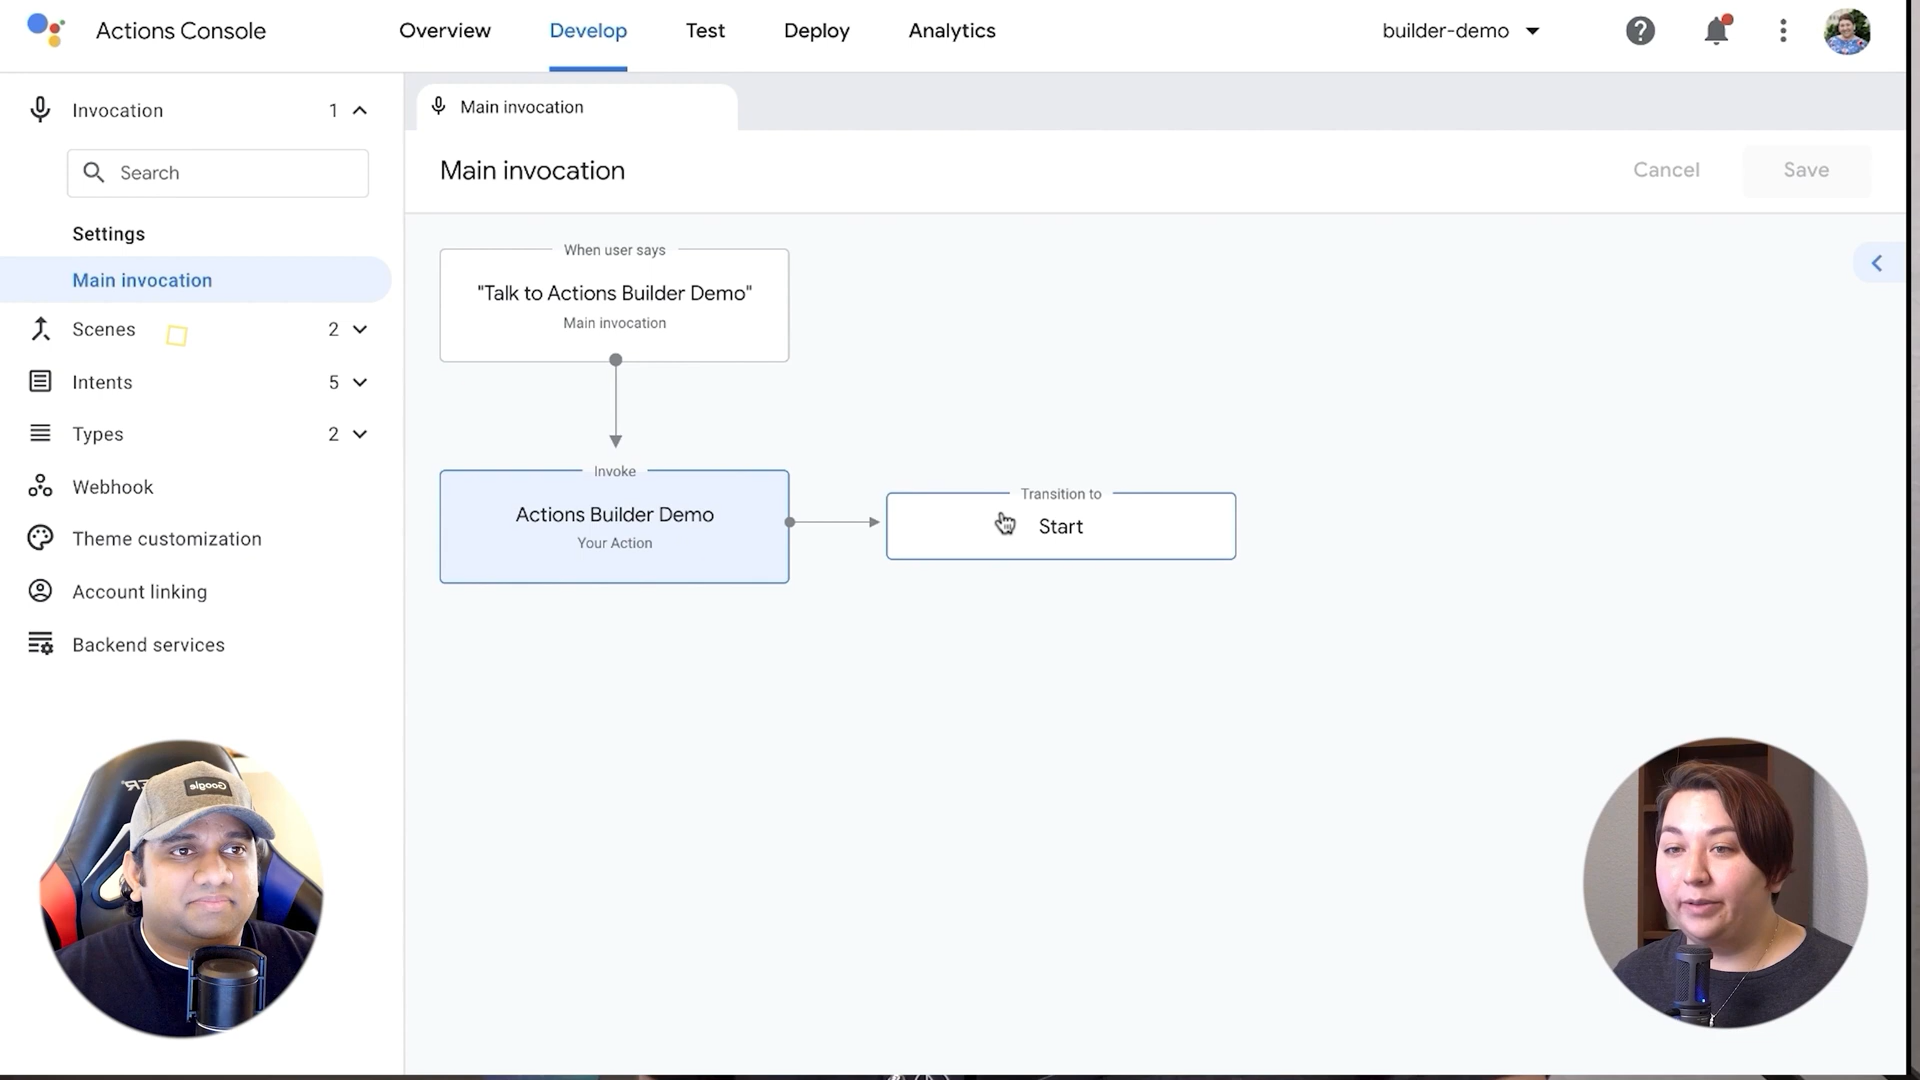 Actions Console
Overview
Develop
Test
Deploy
Analytics
builder-demo
Invocation
1
Search
Settings
Main invocation
Scenes
2
Intents
5
Types
2
Webhook
Theme customization
Account linking
Backend services
Main invocation
Main invocation
Cancel
Save
When user says
"Talk to Actions Builder Demo"
Main invocation
Invoke
Actions Builder Demo
Your Action
Transition to
Start
Google